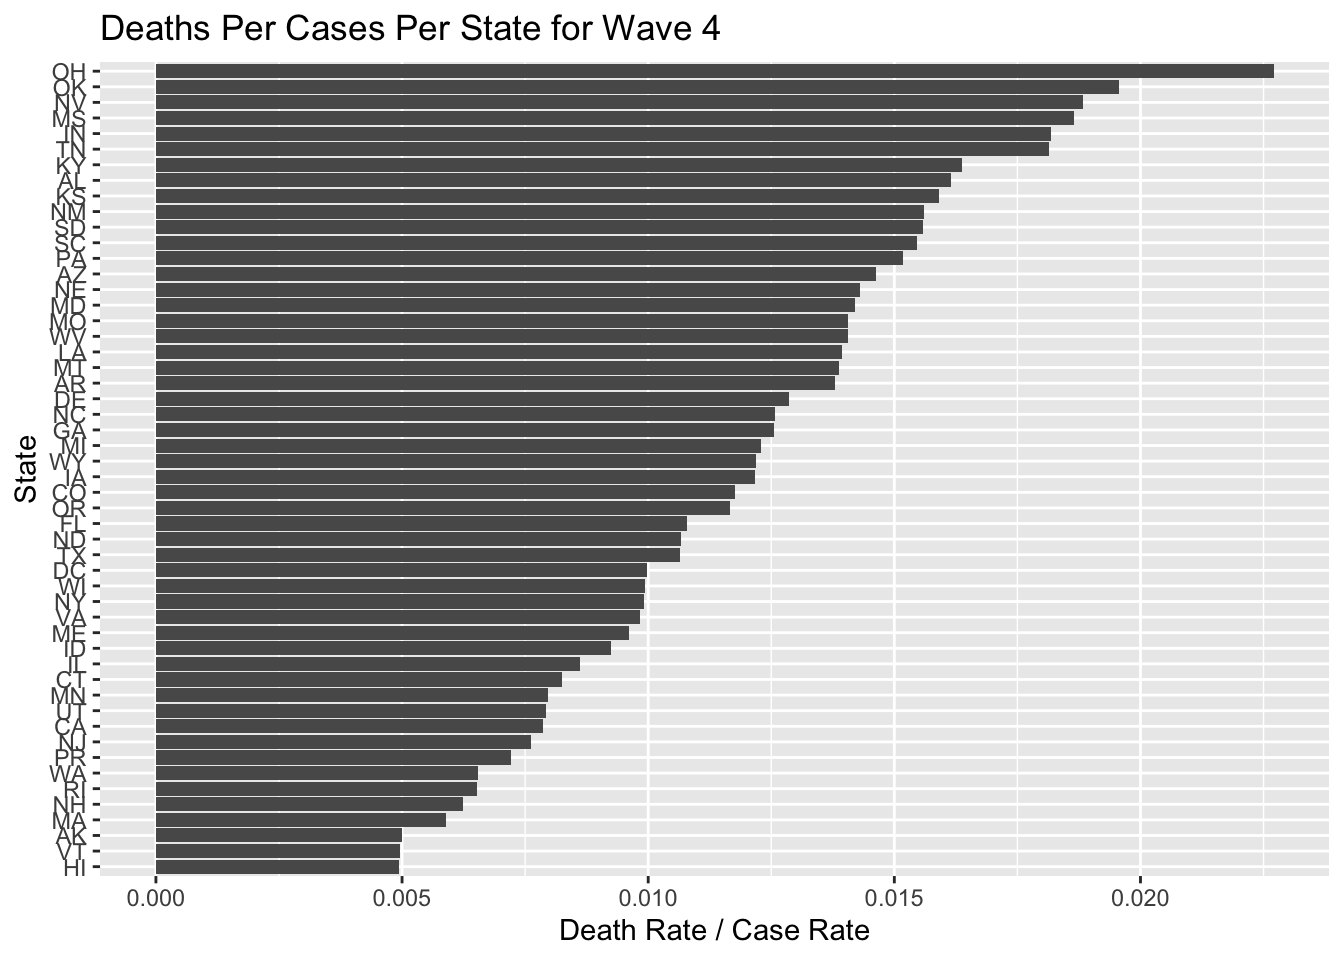 Deaths Per Cases Per State for Wave 4
OH
OK
NV
MS
IN
TN
KY
AL
KS
NM
SD
SC
PA
AZ
NE
MD
MO
WV
LA
MT
AR
DE
NC
GA
MI
WY
IA
CO
OR
FL
ND
TX
DC
WI
NY
VA
ME
ID
IL
CT
MN
UT
CA
NJ
PR
WA
RI
NH
MA
AK
VT
HI
State
0.000 0.005 0.010 0.015 0.020
Death Rate / Case Rate